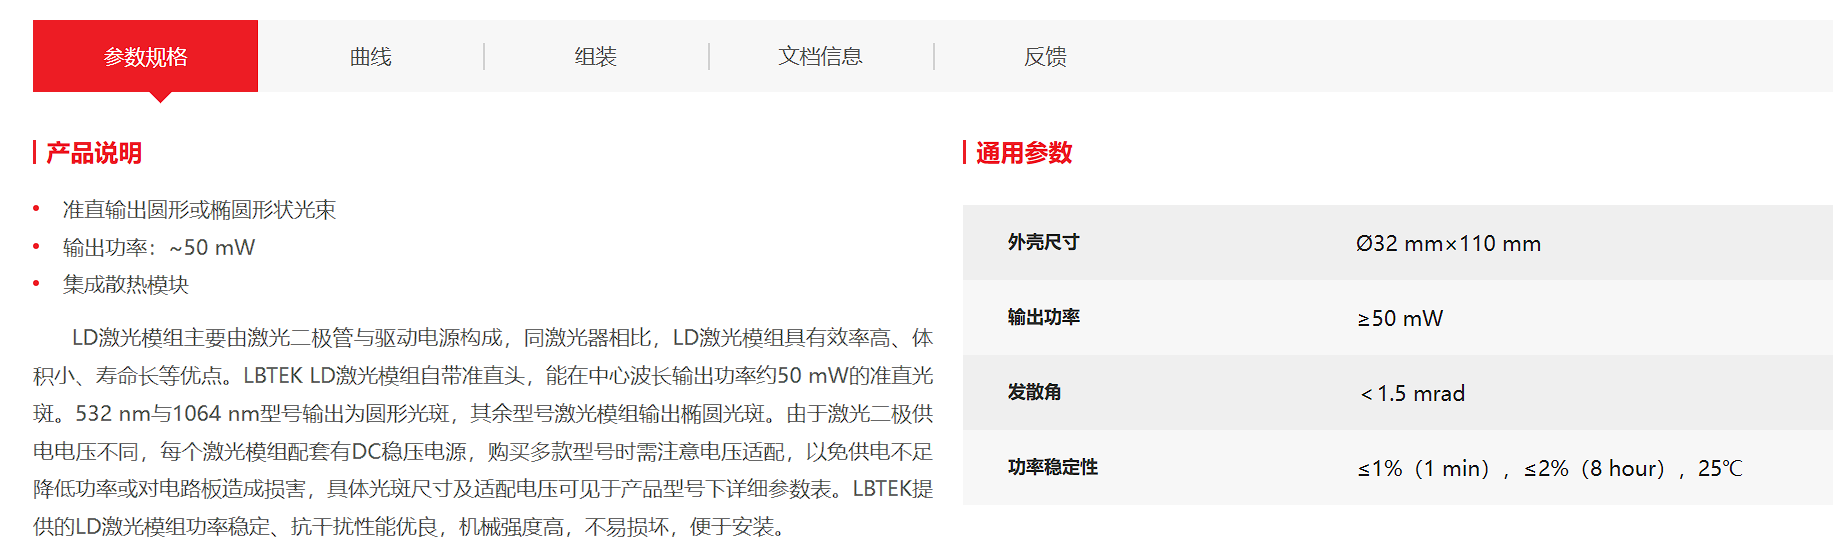 参数规格 曲线 组装 文档信息 反馈
产品说明
准直输出圆形或椭圆形状光束
输出功率：~50 mW
集成散热模块
LD激光模组主要由激光二极管与驱动电源构成，同激光器相比，LD激光模组具有效率高、体
积小、寿命长等优点。LBTEK LD激光模组自带准直头，能在中心波长输出功率约50 mW的准直光
斑。532 nm与1064 nm型号输出为圆形光斑，其余型号激光模组输出椭圆光斑。由于激光二极供
电电压不同，每个激光模组配套有DC稳压电源，购买多款型号时需注意电压适配，以免供电不足
降低功率或对电路板造成损害，具体光斑尺寸及适配电压可见于产品型号下详细参数表。LBTEK提
供的LD激光模组功率稳定、抗干扰性能优良，机械强度高，不易损坏，便于安装。
通用参数
外壳尺寸 Ø32 mm×110 mm
输出功率 ≥50 mW
发散角 ＜1.5 mrad
功率稳定性 ≤1%（1 min），≤2%（8 hour），25℃